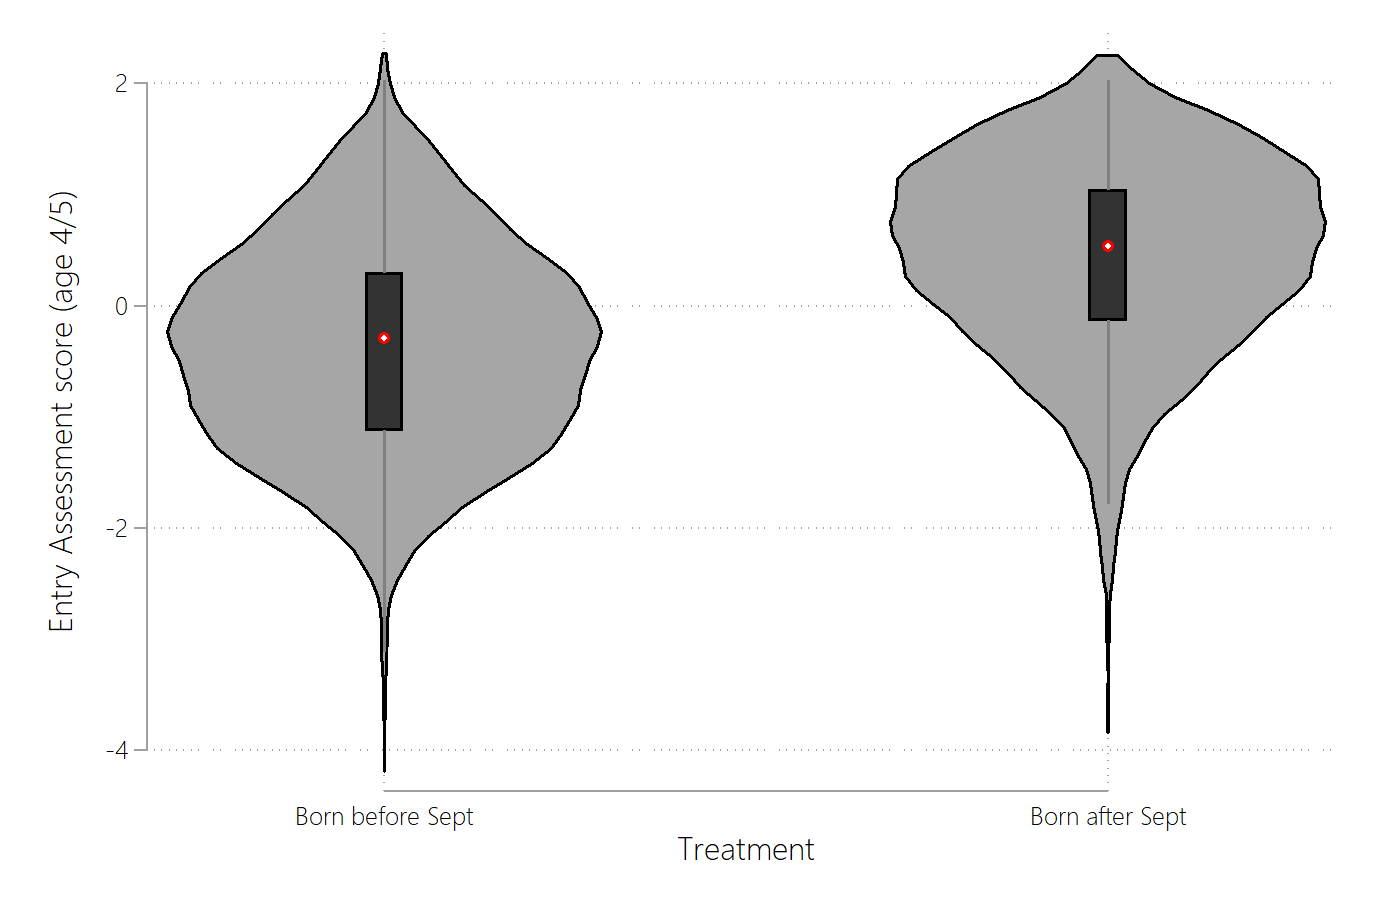 Entry Assessment score (age 4/5)
2
0
-2
-4
Born before Sept
Born after Sept
Treatment